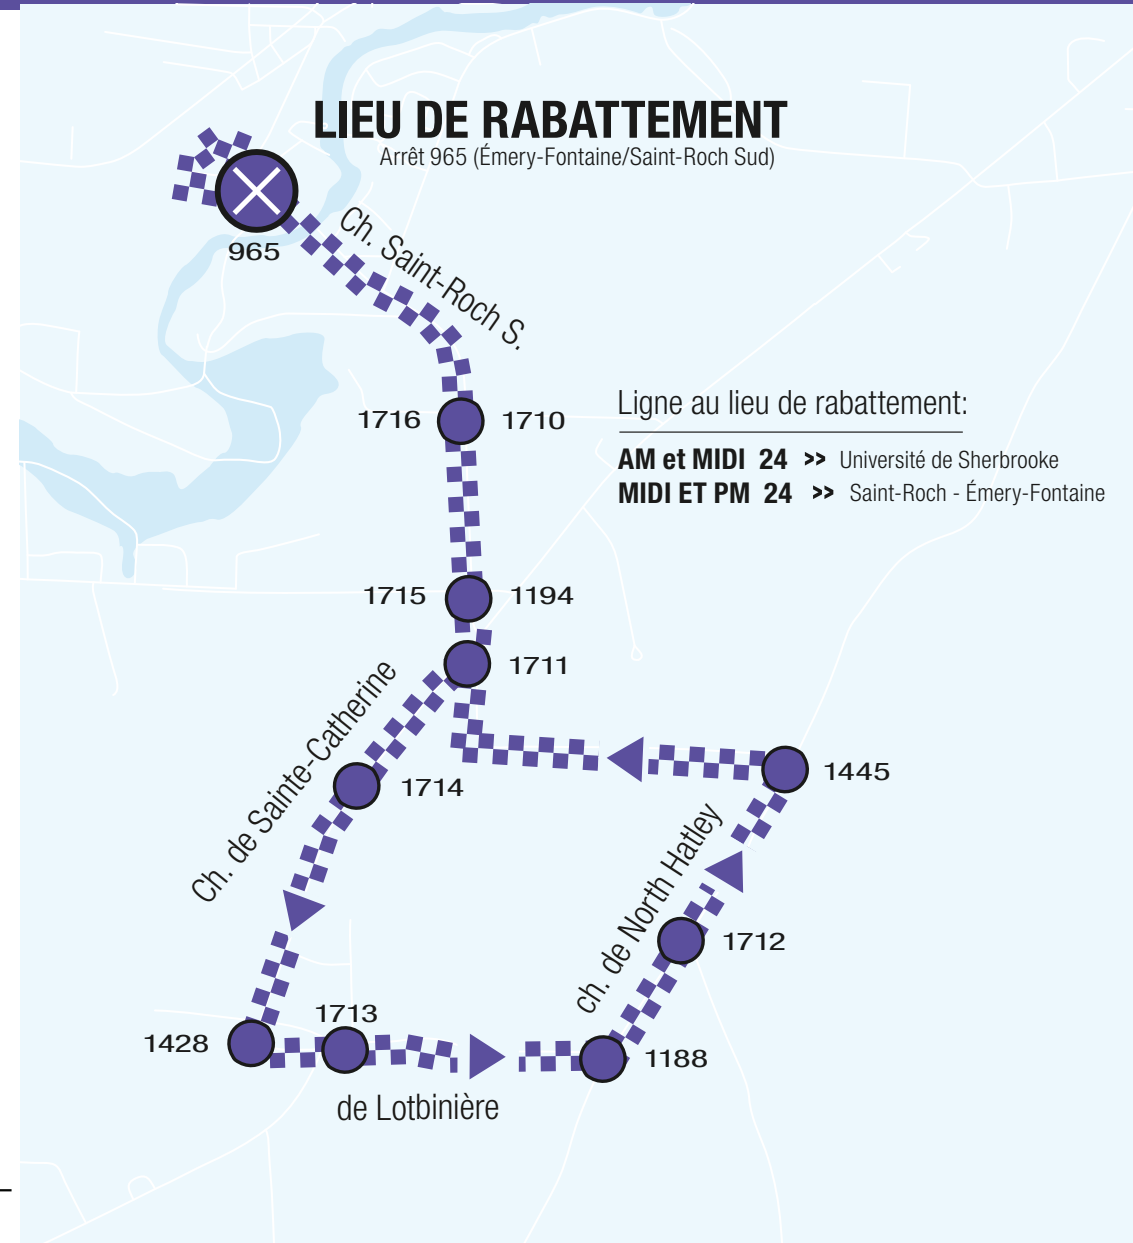 LIEU DE RABATTEMENT
Arrêt 965 (Émery-Fontaine/Saint-Roch Sud)
965
Ch. Saint-Roch S.
1716
1710
Ligne au lieu de rabattement:
AM et MIDI 24 >> Université de Sherbrooke
MIDI ET PM 24 >> Saint-Roch - Émery-Fontaine
1715
1194
1711
Ch. de Sainte-Catherine
1714
1445
ch. de North Hatley
1712
1713
1428
1188
de Lotbinière